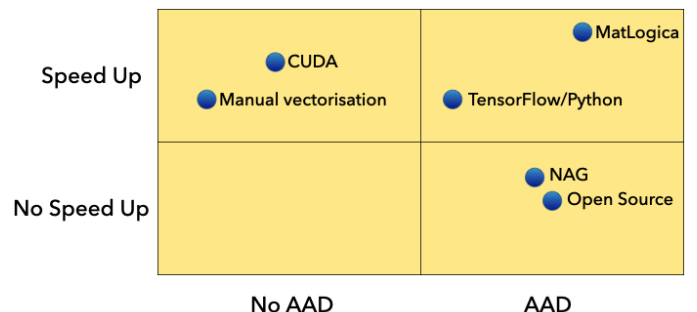 MatLogica
CUDA
Speed Up
Manual vectorisation
TensorFlow/Python
NAG
No Speed Up
Open Source
No AAD
AAD